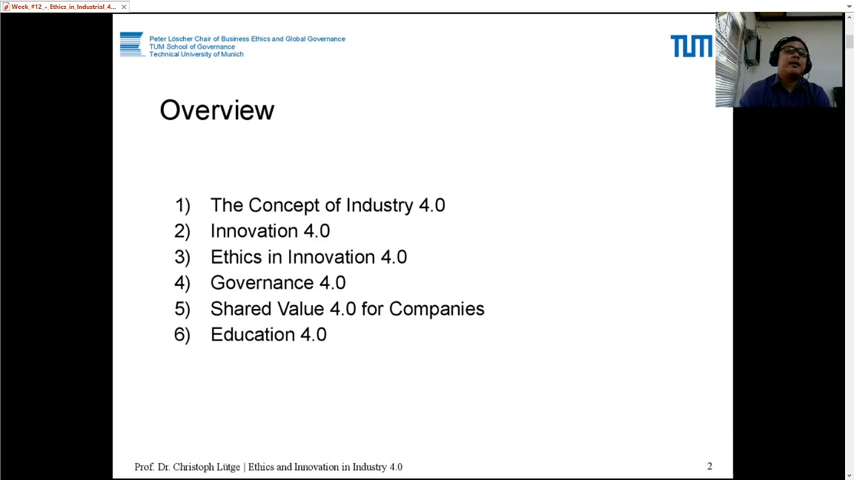 Week_#12_-_Ethics_in_Industrial_4...
Peter Löscher Chair of Business Ethics and Global Governance
TUM School of Governance
Technical University of Munich
TUM
Overview
1) The Concept of Industry 4.0
2) Innovation 4.0
3) Ethics in Innovation 4.0
4) Governance 4.0
5) Shared Value 4.0 for Companies
6) Education 4.0
Prof. Dr. Christoph Lütge | Ethics and Innovation in Industry 4.0
2